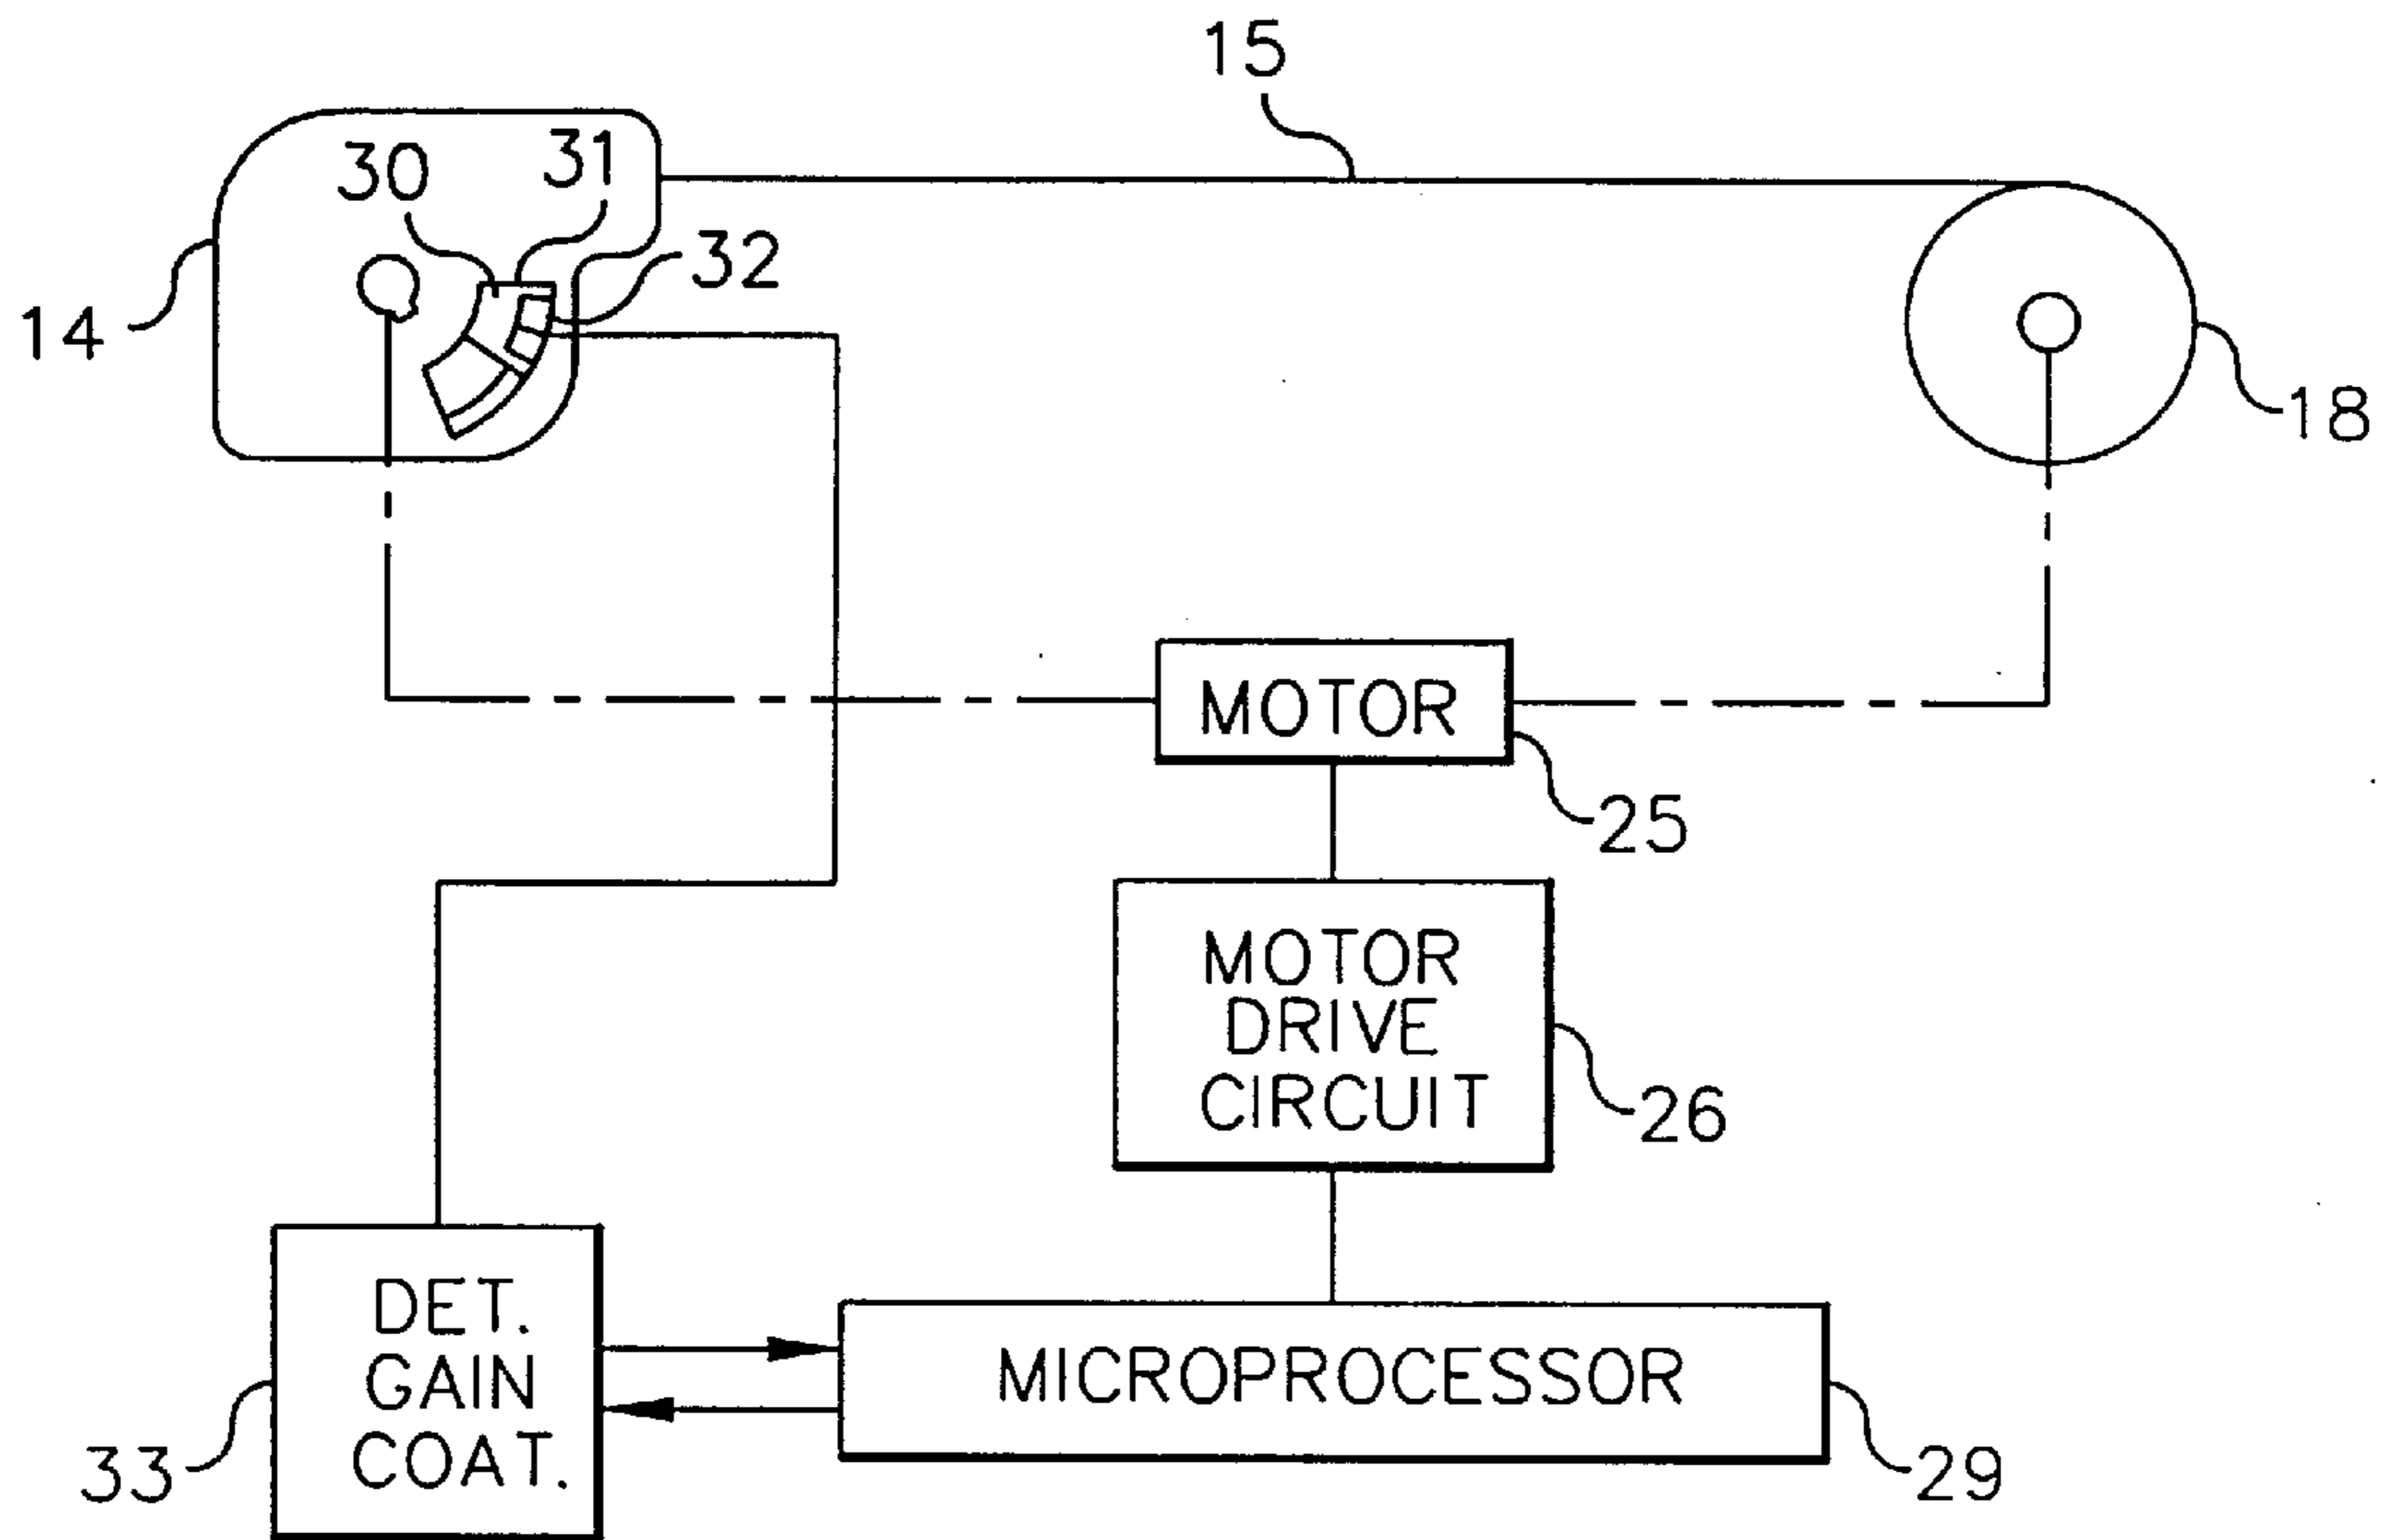 15
30
31
32
14
18
MOTOR
25
MOTOR
DRIVE
CIRCUIT
26
DET.
GAIN
COAT.
33
MICROPROCESSOR
29